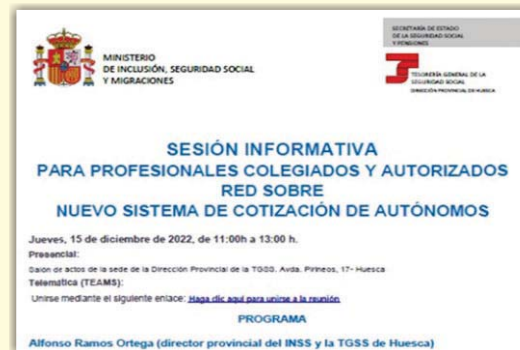 MINISTERIO
DE INCLUSIÓN, SEGURIDAD SOCIAL
Y MIGRACIONES
SECRETARÍA DE ESTADO
DE LA SEGURIDAD SOCIAL
Y PENSIONES
TESORERÍA GENERAL DE LA
SEGURIDAD SOCIAL
DIRECCIÓN PROVINCIAL DE HUESCA
SESIÓN INFORMATIVA
PARA PROFESIONALES COLEGIADOS Y AUTORIZADOS
RED SOBRE
NUEVO SISTEMA DE COTIZACIÓN DE AUTÓNOMOS
Jueves, 15 de diciembre de 2022, de 11:00h a 13:00 h.
Presencial:
Salón de actos de la sede de la Dirección Provincial de la TGSS. Avda. Pirineos, 17- Huesca
Telemática (TEAMS):
Unirse mediante el siguiente enlace: Haga clic aquí para unirse a la reunión
PROGRAMA
Alfonso Ramos Ortega (director provincial del INSS y la TGSS de Huesca)